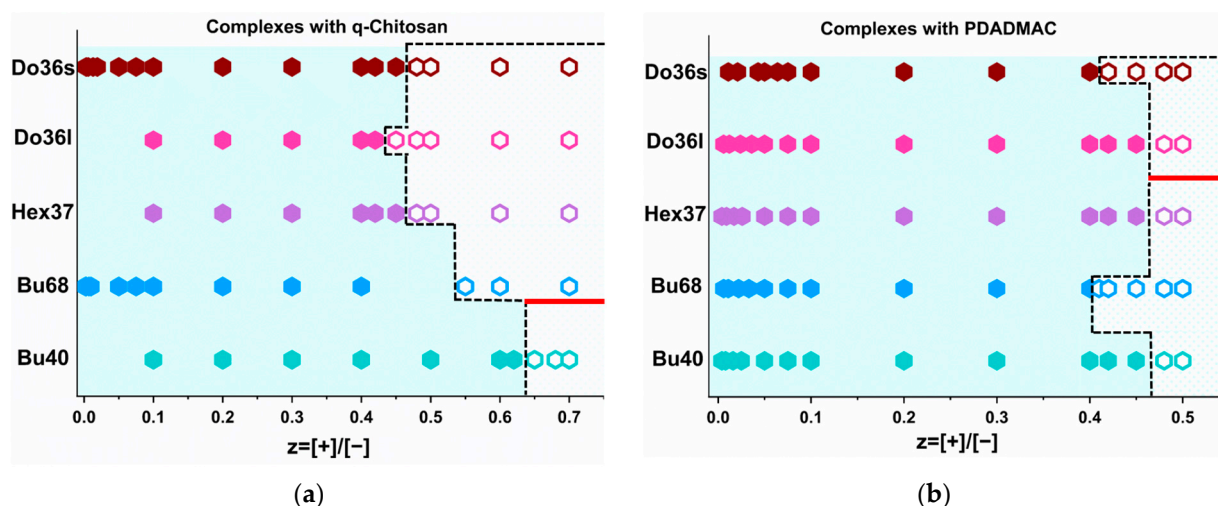 Complexes with q-Chitosan
Do36s
Do36l
Hex37
Bu68
Bu40
0.0 0.1 0.2 0.3 0.4 0.5 0.6 0.7
z=[+]/[−]
(a)
Complexes with PDADMAC
Do36s
Do36l
Hex37
Bu68
Bu40
0.0 0.1 0.2 0.3 0.4 0.5
z=[+]/[−]
(b)